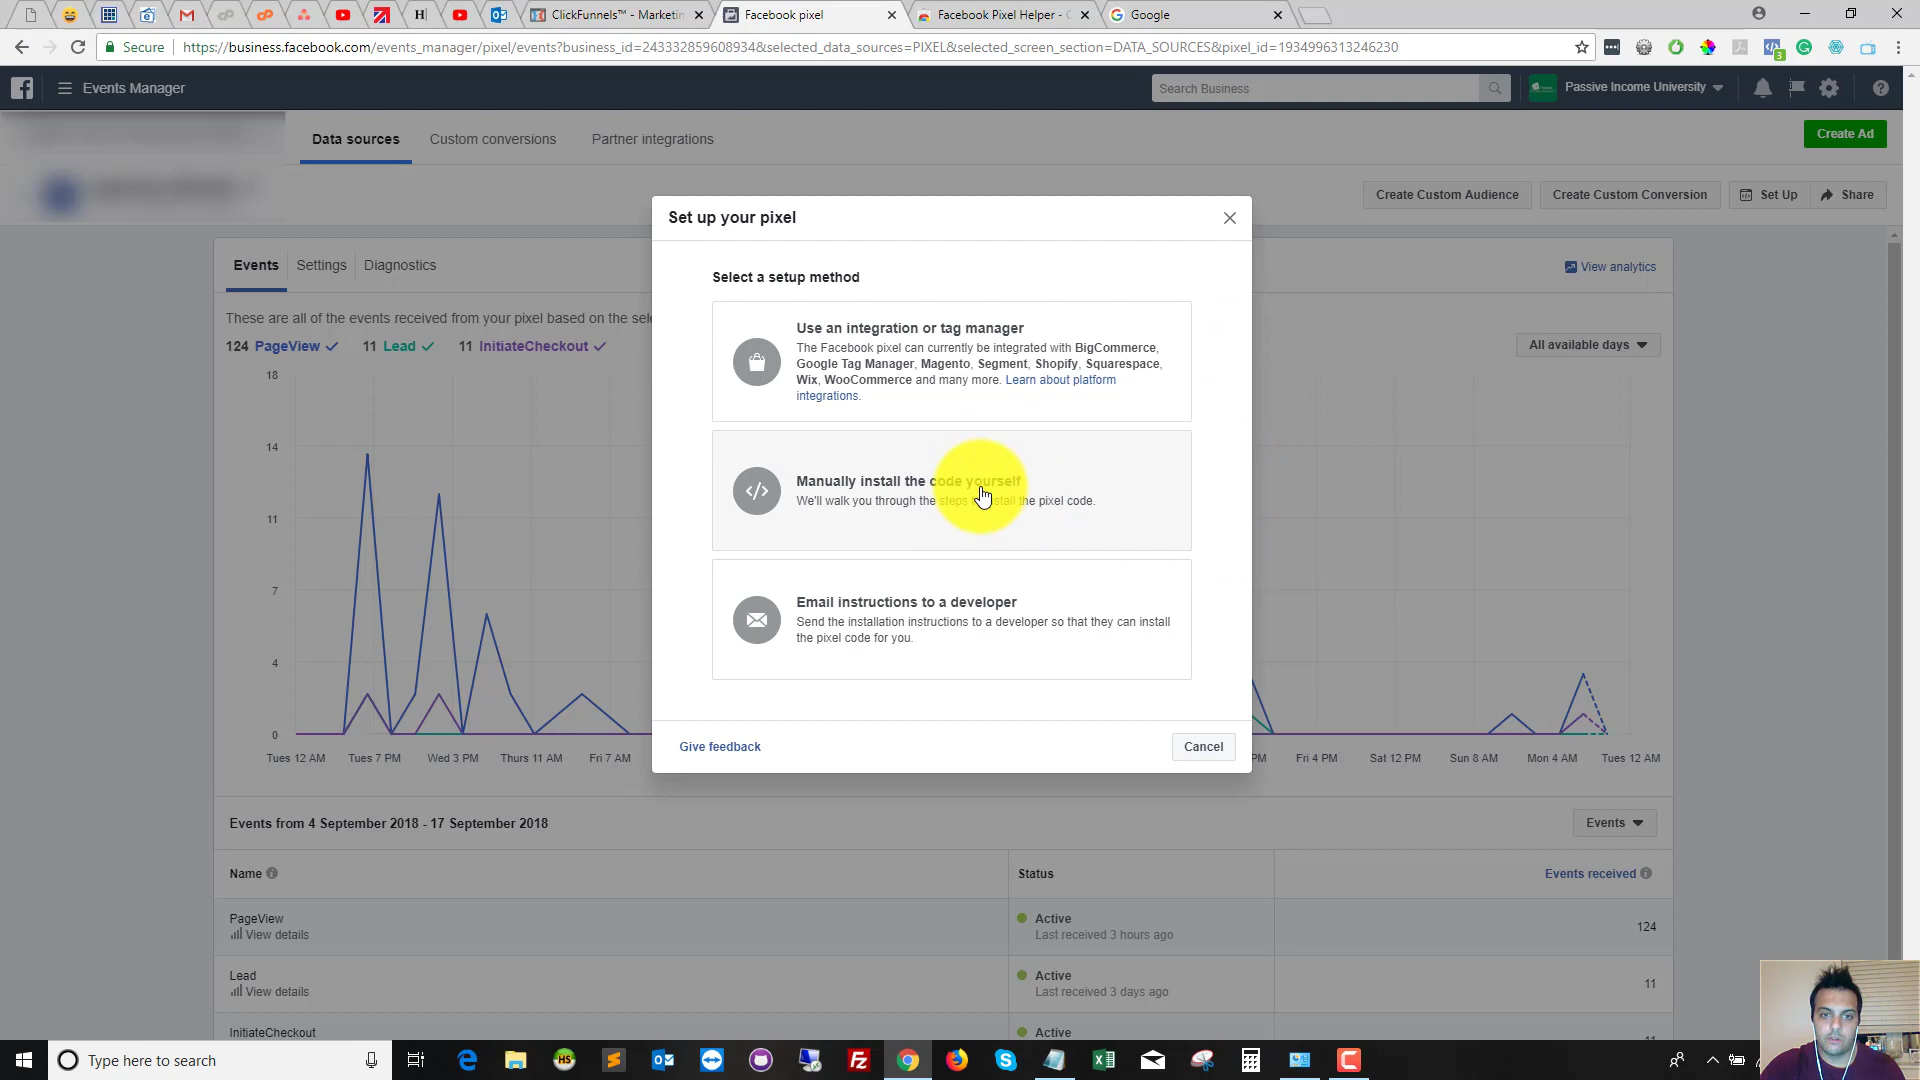 ClickFunnels™ - Marketin
Facebook pixel
Facebook Pixel Helper - C
Google
Secure
https://business.facebook.com/events_manager/pixel/events?business_id=243332859608934&selected_data_sources=PIXEL&selected_screen_section=DATA_SOURCES&pixel_id=1934996313246230
3
Events Manager
Search Business
Passive Income University
Data sources
Custom conversions
Partner integrations
Create Ad
Create Custom Audience
Create Custom Conversion
Set Up
Share
Set up your pixel
Events
Settings
Diagnostics
View analytics
Select a setup method
These are all of the events received from your pixel based on the sele
124 PageView
11 Lead
11 InitiateCheckout
All available days
Use an integration or tag manager
The Facebook pixel can currently be integrated with BigCommerce,
Google Tag Manager, Magento, Segment, Shopify, Squarespace,
Wix, WooCommerce and many more. Learn about platform
integrations.
Manually install the code yourself
We'll walk you through the steps to install the pixel code.
Email instructions to a developer
Send the installation instructions to a developer so that they can install
the pixel code for you.
Give feedback
Cancel
18
14
11
7
4
0
Tues 12 AM
Tues 7 PM
Wed 3 PM
Thurs 11 AM
Fri 7 AM
PM
Fri 4 PM
Sat 12 PM
Sun 8 AM
Mon 4 AM
Tues 12 AM
Events from 4 September 2018 - 17 September 2018
Events
Name
Status
Events received
PageView
View details
Active
Last received 3 hours ago
124
Lead
View details
Active
Last received 3 days ago
11
InitiateCheckout
Active
11
Type here to search